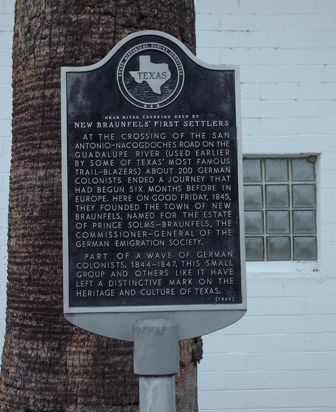 TEXAS HISTORICAL SURVEY COMMITTEE
TEXAS
NEAR RIVER CROSSING USED BY
NEW BRAUNFELS' FIRST SETTLERS
AT THE CROSSING OF THE SAN
ANTONIO-NACOGDOCHES ROAD ON THE
GUADALUPE RIVER (USED EARLIER
BY SOME OF TEXAS' MOST FAMOUS
TRAIL-BLAZERS) ABOUT 200 GERMAN
COLONISTS ENDED A JOURNEY THAT
HAD BEGUN SIX MONTHS BEFORE IN
EUROPE. HERE ON GOOD FRIDAY, 1845,
THEY FOUNDED THE TOWN OF NEW
BRAUNFELS, NAMED FOR THE ESTATE
OF PRINCE SOLMS-BRAUNFELS, THE
COMMISSIONER-GENERAL OF THE
GERMAN EMIGRATION SOCIETY.
PART OF A WAVE OF GERMAN
COLONISTS, 1844-1847, THIS SMALL
GROUP AND OTHERS LIKE IT HAVE
LEFT A DISTINCTIVE MARK ON THE
HERITAGE AND CULTURE OF TEXAS.